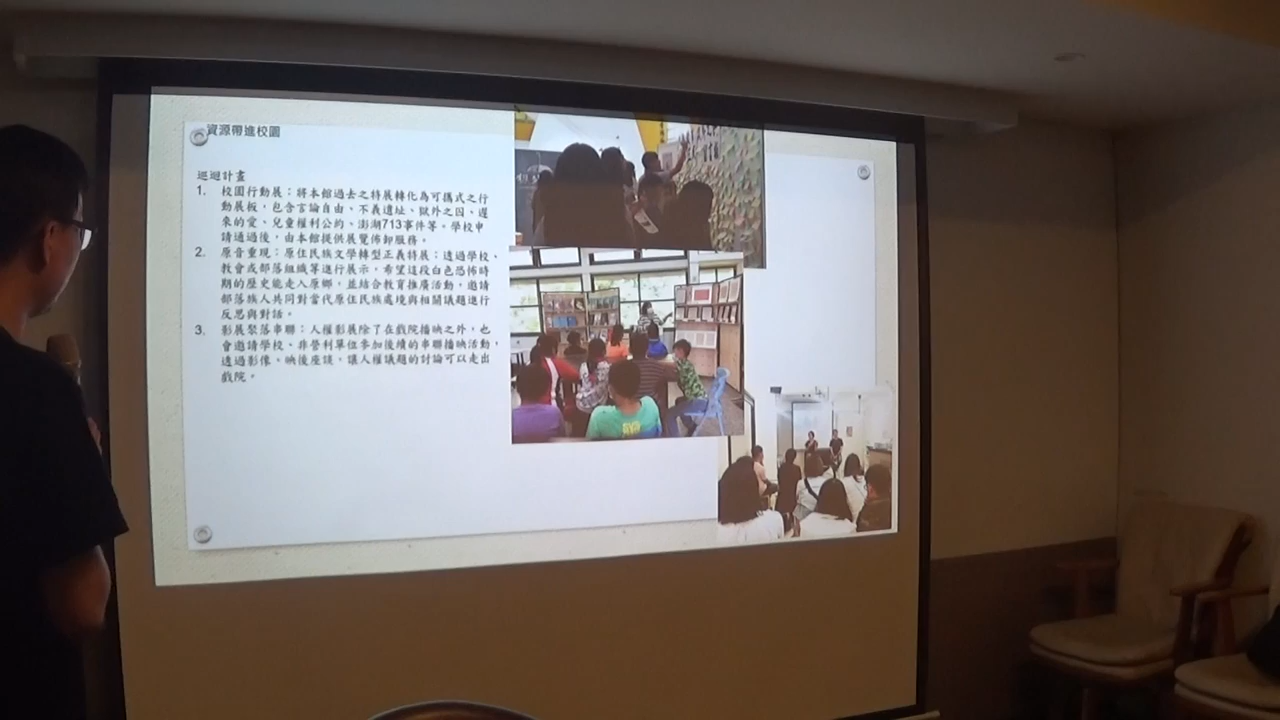 資源帶進校園
巡迴計畫
1. 校園行動展：將本館過去之特展轉化為可攜式之行
動展板，包含言論自由、不義遺址、獄外之囚、遲
來的愛、兒童權利公約、澎湖713事件等。學校申
請通過後，由本館提供展覽佈卸服務。
2. 原音重現：原住民族文學轉型正義特展：透過學校、
教會或部落組織等進行展示，希望這段白色恐怖時
期的歷史能走入原鄉，並結合教育推廣活動，邀請
部落族人共同對當代原住民族處境與相關議題進行
反思與對話。
3. 影展聚落串聯：人權影展除了在戲院播映之外，也
會邀請學校、非營利單位參加後續的串聯播映活動，
透過影像、映後座談，讓人權議題的討論可以走出
戲院。